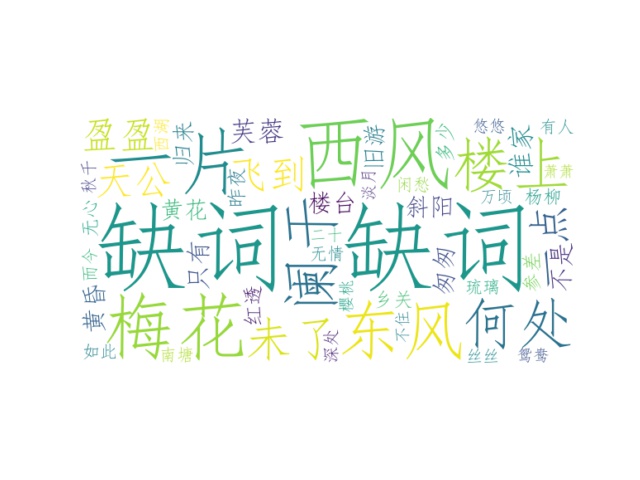 盈盈
西湖
归来
一片
芙蓉
西风
旧游
多少
悠悠
有人
楼上
谁家
萧萧
秋千
天公
飞到
昨夜
淡月
闲愁
万顷
杨柳
无心
黄花
楼台
斜阳
缺词
缺词
只有
阑干
二十
无情
匆匆
琉璃
参差
不是
点
而今
黄昏
梅花
红透
樱桃
乡关
东风
何处
未了
不住
如此
南塘
深处
丝丝
鸳鸯